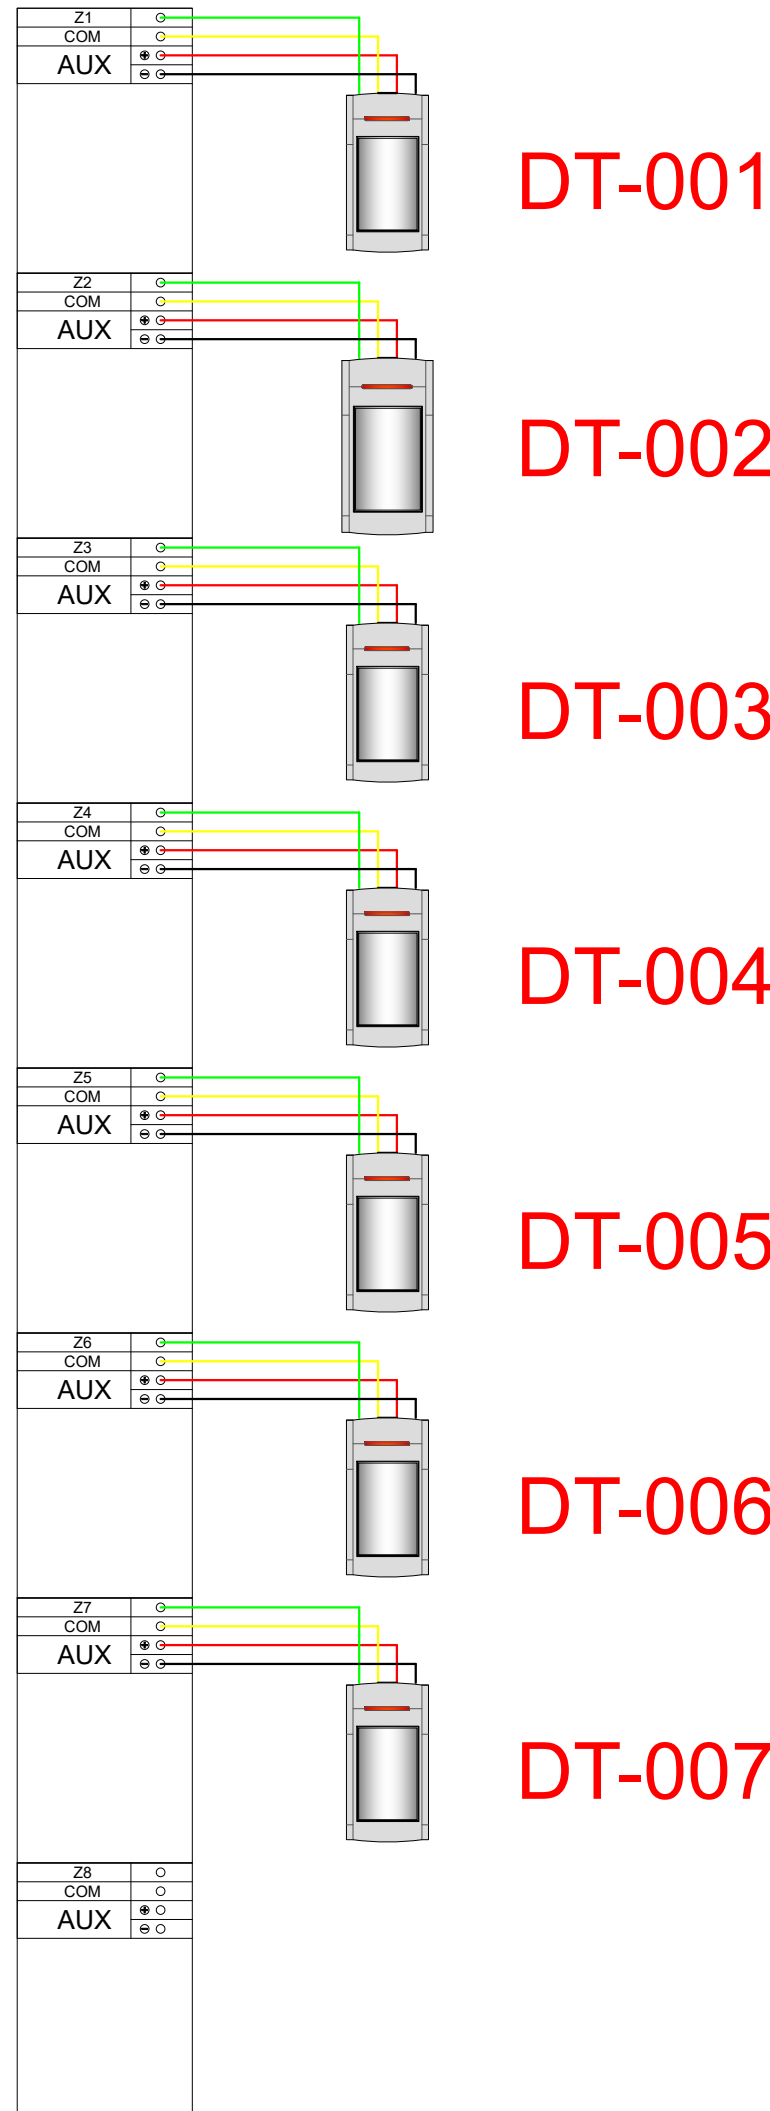 Z1
COM
AUX
DT-001
Z2
COM
AUX
DT-002
Z3
COM
AUX
DT-003
Z4
COM
AUX
DT-004
Z5
COM
AUX
DT-005
Z6
COM
AUX
DT-006
Z7
COM
AUX
DT-007
Z8
COM
AUX